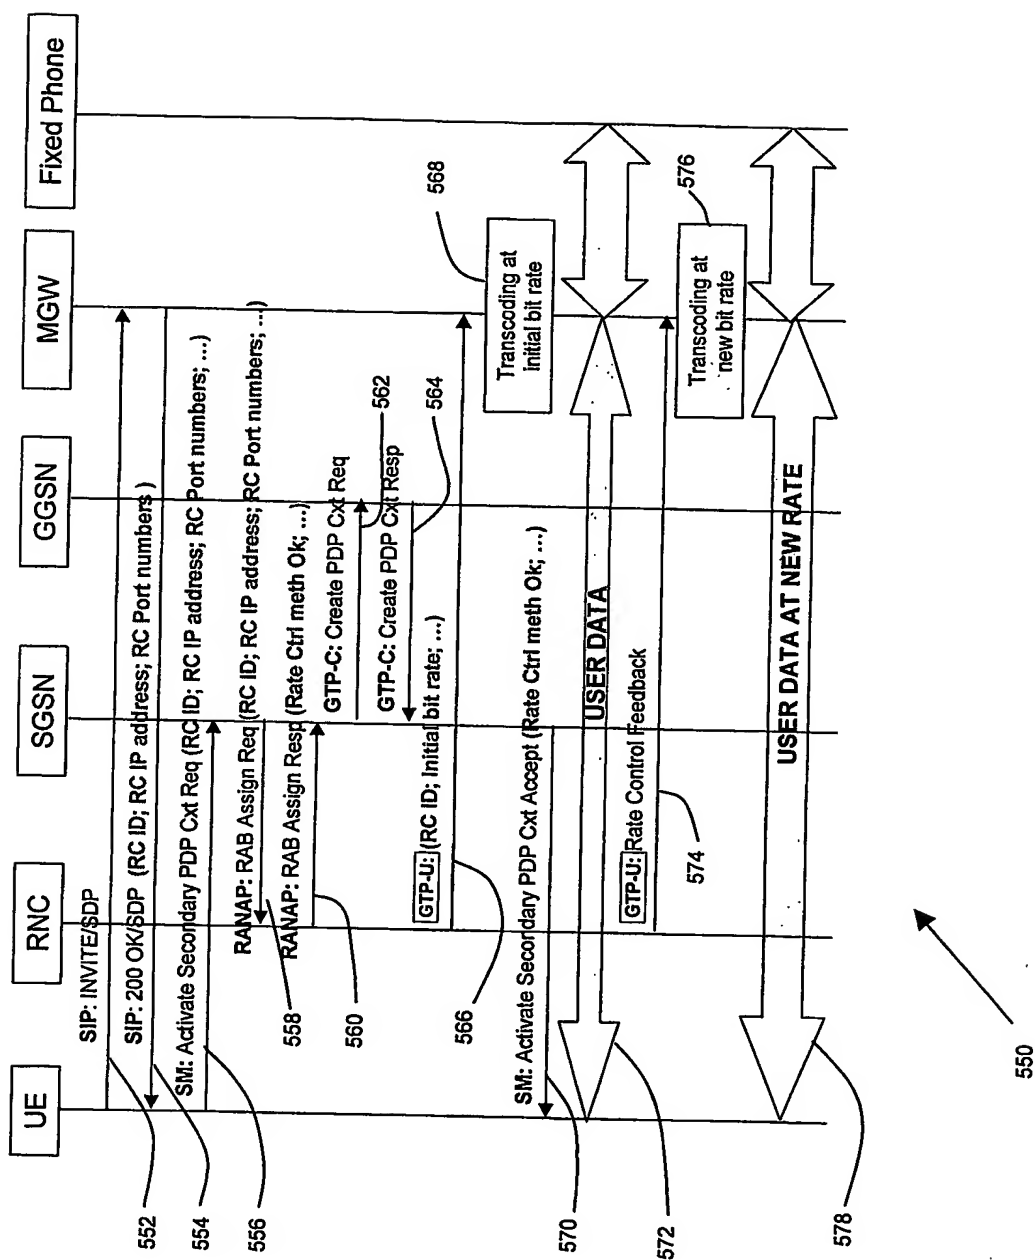 UE
RNC
SGSN
GGSN
MGW
Fixed Phone
SIP: INVITE/SDP
552
SIP: 200 OK/SDP (RC ID; RC IP address; RC Port numbers )
554
SM: Activate Secondary PDP Cxt Req (RC ID; RC IP address; RC Port numbers; ...)
556
RANAP: RAB Assign Req (RC ID; RC IP address; RC Port numbers; ...)
558
RANAP: RAB Assign Resp (Rate Ctrl meth Ok; ...)
560
GTP-C: Create PDP Cxt Req
562
GTP-C: Create PDP Cxt Resp
564
GTP-U: (RC ID; Initial bit rate; ...)
566
Transcoding at
initial bit rate
568
SM: Activate Secondary PDP Cxt Accept (Rate Ctrl meth Ok; ...)
570
USER DATA
572
GTP-U: Rate Control Feedback
574
Transcoding at
new bit rate
576
USER DATA AT NEW RATE
578
550